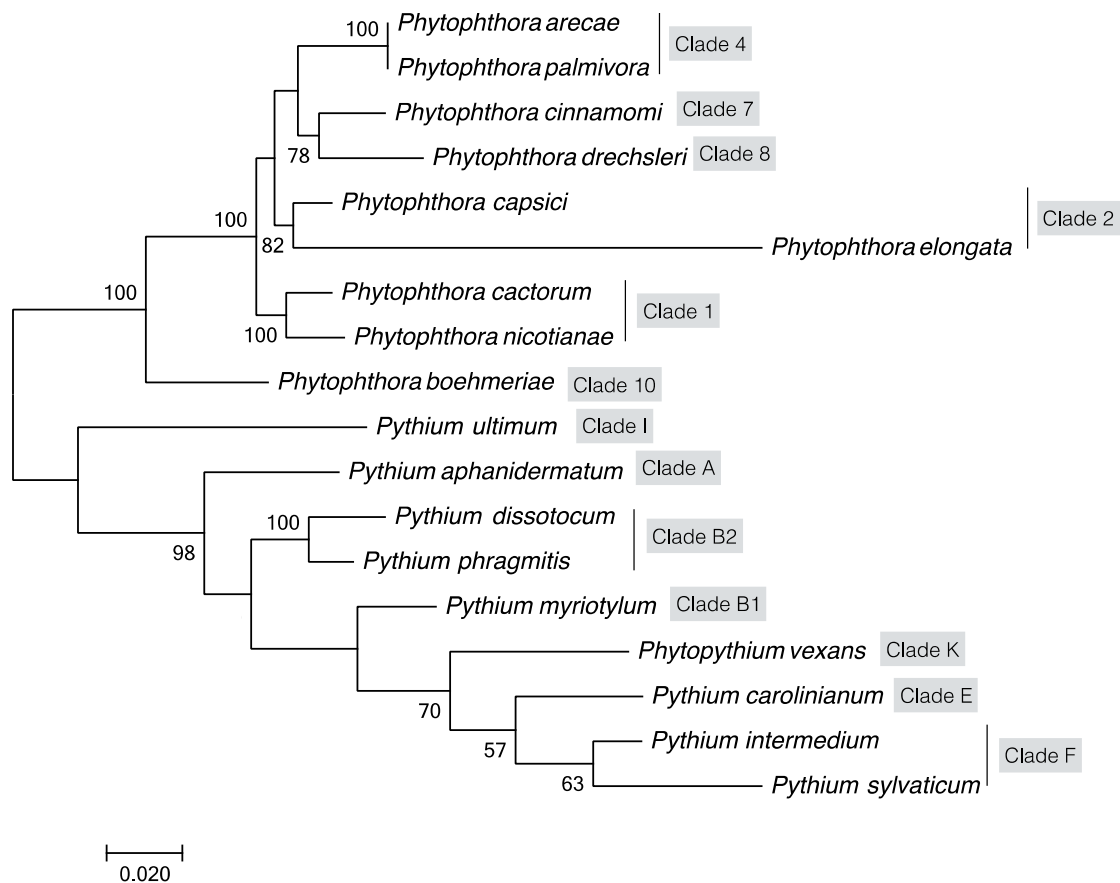 100
Phytophthora arecae
Phytophthora palmivora
Clade 4
Phytophthora cinnamomi Clade 7
78
Phytophthora drechsleri Clade 8
100
Phytophthora capsici
82
Phytophthora elongata
Clade 2
100
Phytophthora cactorum
100
Phytophthora nicotianae
Clade 1
Phytophthora boehmeriae Clade 10
Pythium ultimum Clade I
Pythium aphanidermatum Clade A
98
100
Pythium dissotocum
Pythium phragmitis
Clade B2
Pythium myriotylum Clade B1
Phytopythium vexans Clade K
70
Pythium carolinianum Clade E
57
Pythium intermedium
63
Pythium sylvaticum
Clade F
0.020